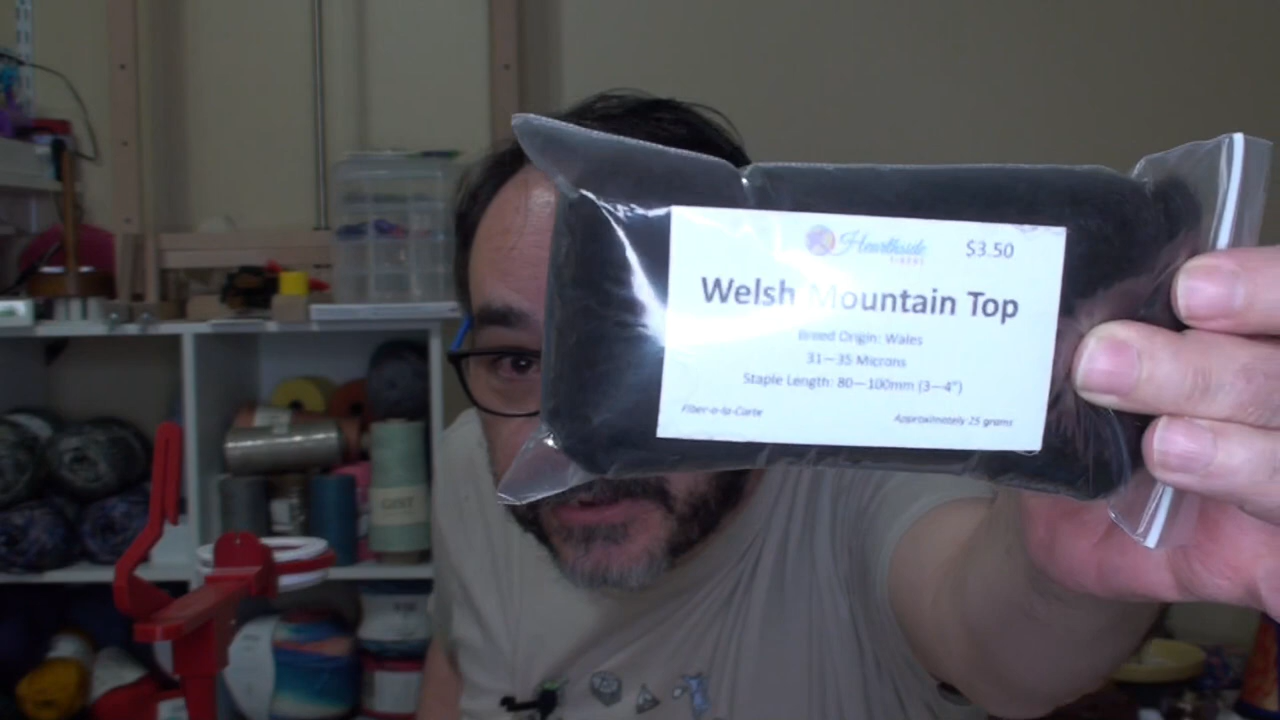 Hearthside
FIBERS
$3.50
Welsh Mountain Top
Breed Origin: Wales
31—35 Microns
Staple Length: 80—100mm (3—4")
Fiber-a-la-Carte
Approximately 25 grams